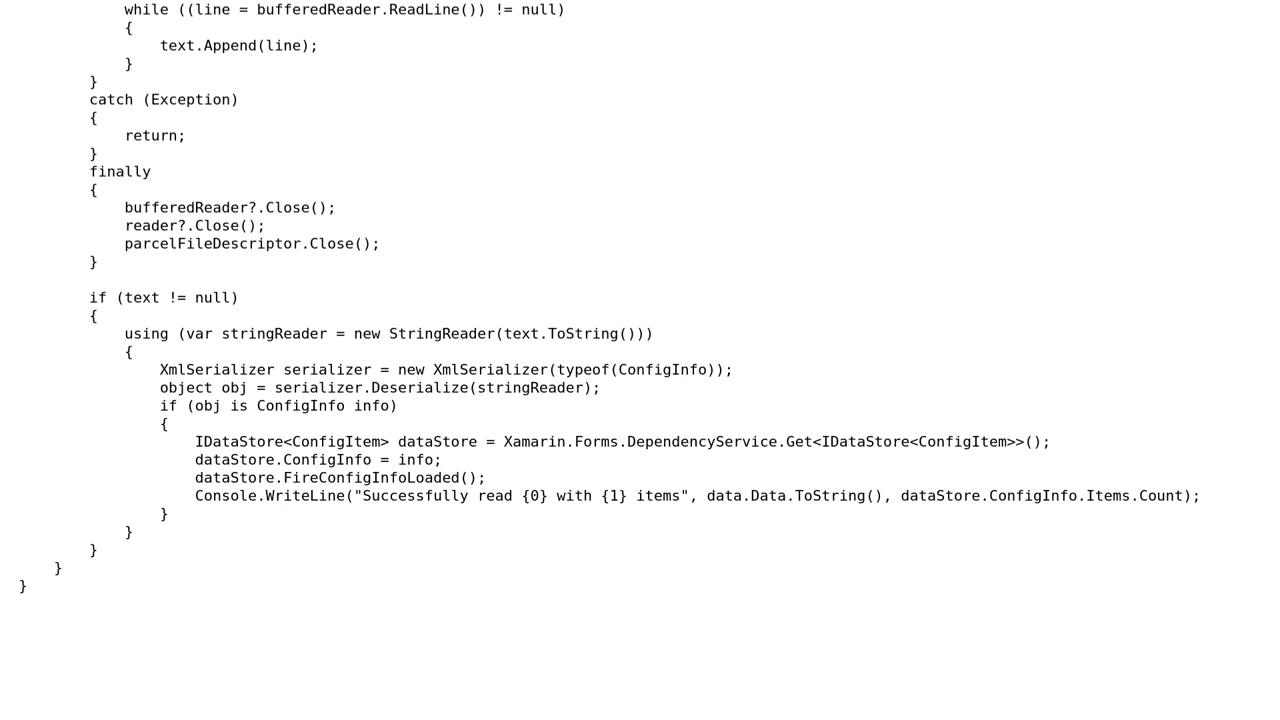 while ((line = bufferedReader.ReadLine()) != null)
{
text.Append(line);
}
}
catch (Exception)
{
return;
}
finally
{
bufferedReader?.Close();
reader?.Close();
parcelFileDescriptor.Close();
}
if (text != null)
{
using (var stringReader = new StringReader(text.ToString()))
{
XmlSerializer serializer = new XmlSerializer(typeof(ConfigInfo));
object obj = serializer.Deserialize(stringReader);
if (obj is ConfigInfo info)
{
IDataStore<ConfigItem> dataStore = Xamarin.Forms.DependencyService.Get<IDataStore<ConfigItem>>();
dataStore.ConfigInfo = info;
dataStore.FireConfigInfoLoaded();
Console.WriteLine("Successfully read {0} with {1} items", data.Data.ToString(), dataStore.ConfigInfo.Items.Count);
}
}
}
}
}